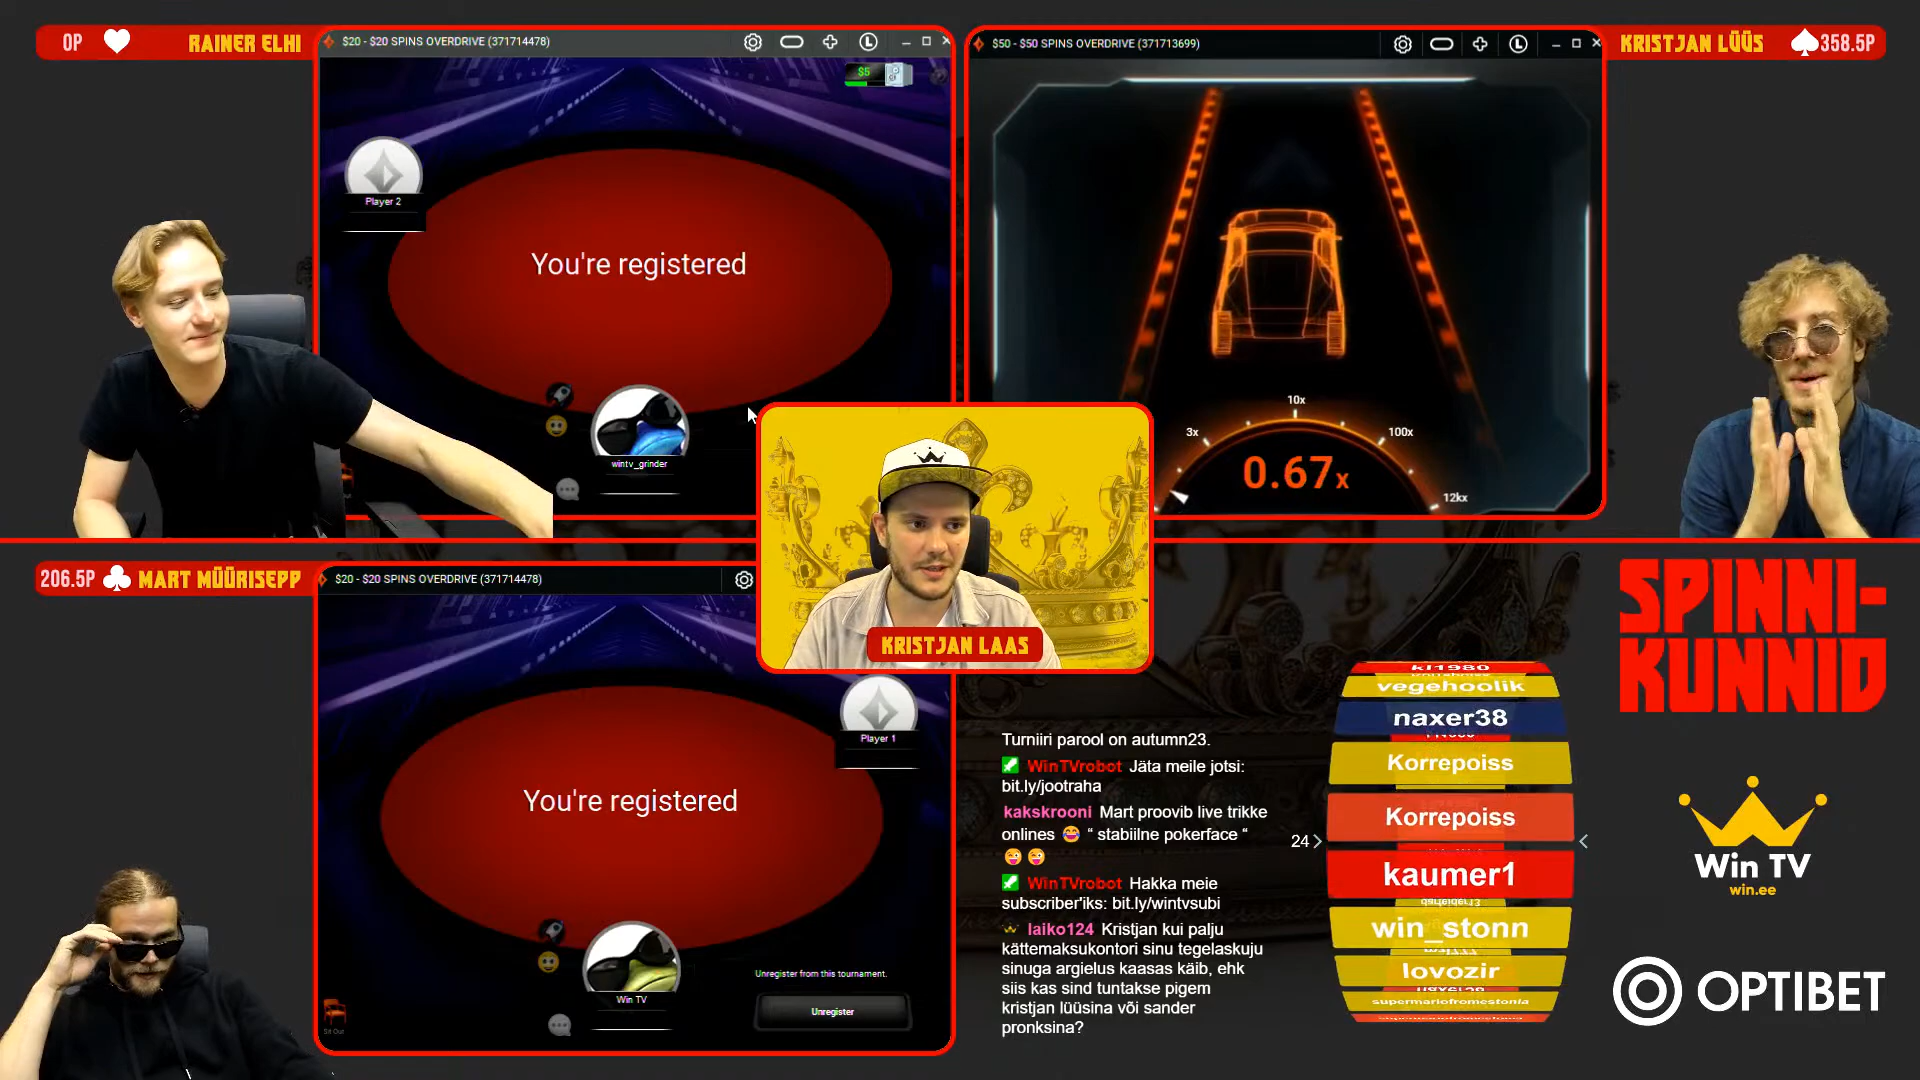 0P RAINER ELHI
$20 - $20 SPINS OVERDRIVE (371714478)
$50 - $50 SPINS OVERDRIVE (371713699)
KRISTJAN LÜÜS 358.5P
$5
Player 2
You're registered
wintv_grinder
3x
10x
100x
12kx
0.67x
KRISTJAN LAAS
206.5P MART MÜÜRISEPP
$20 - $20 SPINS OVERDRIVE (371714478)
Player 1
You're registered
Win TV
Unregister from this tournament.
Unregister
Sit Out
Turniiri parool on autumn23.
WinTVrobot Jäta meile jotsi:
bit.ly/jootraha
kakskrooni Mart proovib live trikke
onlines 😂 “ stabiilne pokerface “
😜 😜
WinTVrobot Hakka meie
subscriber'iks: bit.ly/wintvsubi
laiko124 Kristjan kui palju
kättemaksukontori sinu tegelaskuju
sinuga argielus kaasas käib, ehk
siis kas sind tuntakse pigem
kristjan lüüsina või sander
pronksina?
24
kl1980
vegehoolik
naxer38
Korrepoiss
Korrepoiss
kaumer1
win_stonn
lovozir
supermariofromestonia
SPINNI-
KUNNID
Win TV
win.ee
OPTIBET